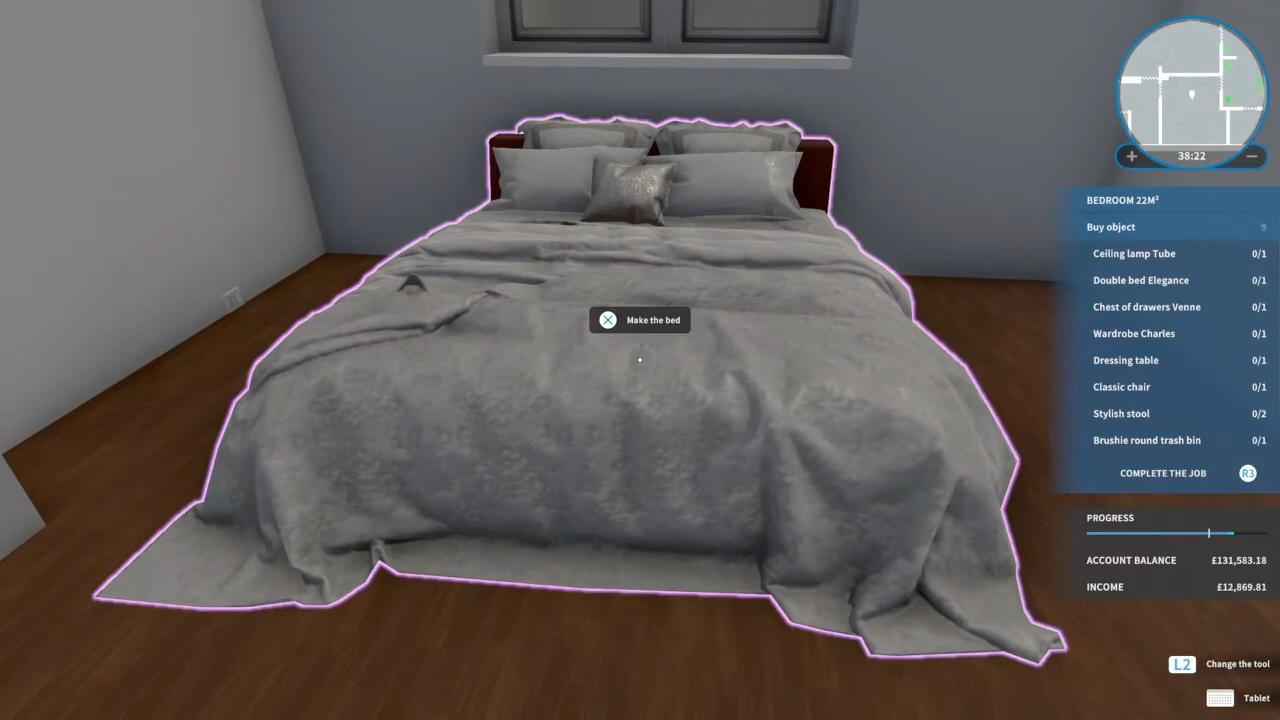 38:22
BEDROOM 22M²
Buy object 9
Ceiling lamp Tube 0/1
Double bed Elegance 0/1
Chest of drawers Venne 0/1
Wardrobe Charles 0/1
Dressing table 0/1
Classic chair 0/1
Stylish stool 0/2
Brushie round trash bin 0/1
COMPLETE THE JOB R3
PROGRESS
ACCOUNT BALANCE £131,583.18
INCOME £12,869.81
Make the bed
L2 Change the tool
Tablet